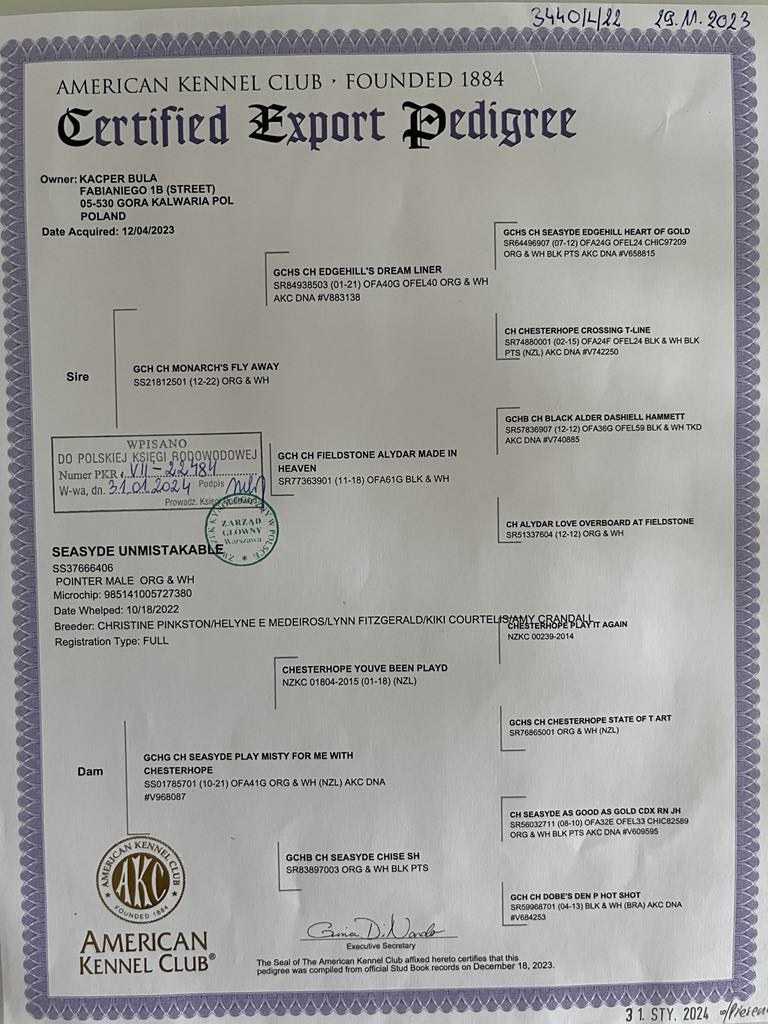 3440/L/22 29.11.2023
AMERICAN KENNEL CLUB · FOUNDED 1884
Certified Export Pedigree
Owner: KACPER BULA
FABIANIEGO 1B (STREET)
05-530 GORA KALWARIA POL
POLAND
Date Acquired: 12/04/2023
GCHS CH SEASYDE EDGEHILL HEART OF GOLD
SR64496907 (07-12) OFA24G OFEL24 CHIC97209
ORG & WH BLK PTS AKC DNA #V658815
GCHS CH EDGEHILL'S DREAM LINER
SR84938503 (01-21) OFA40G OFEL40 ORG & WH
AKC DNA #V883138
CH CHESTERHOPE CROSSING T-LINE
SR74880001 (02-15) OFA24F OFEL24 BLK & WH BLK
PTS (NZL) AKC DNA #V742250
Sire
GCH CH MONARCH'S FLY AWAY
SS21812501 (12-22) ORG & WH
GCHB CH BLACK ALDER DASHIELL HAMMETT
SR57836907 (12-12) OFA36G OFEL59 BLK & WH TKD
AKC DNA #V740885
GCH CH FIELDSTONE ALYDAR MADE IN
HEAVEN
SR77363901 (11-18) OFA61G BLK & WH
CH ALYDAR LOVE OVERBOARD AT FIELDSTONE
SR51337604 (12-12) ORG & WH
WPISANO
DO POLSKIEJ KSIĘGI RODOWODOWEJ
Numer PKR. VII-22484
W-wa, dn. 31.01.2024 Podpis
Prowadz. Księgę
ZARZĄD
GŁÓWNY
Warszawa
ZWIĄZEK KYNOLOGICZNY W POLSCE
SEASYDE UNMISTAKABLE
SS37666406
POINTER MALE ORG & WH
Microchip: 985141005727380
Date Whelped: 10/18/2022
Breeder: CHRISTINE PINKSTON/HELYNE E MEDEIROS/LYNN FITZGERALD/KIKI COURTELIS/AMY CRANDALL
Registration Type: FULL
CHESTERHOPE PLAY IT AGAIN
NZKC 00239-2014
CHESTERHOPE YOUVE BEEN PLAYD
NZKC 01804-2015 (01-18) (NZL)
GCHS CH CHESTERHOPE STATE OF T ART
SR76865001 ORG & WH (NZL)
Dam
GCHG CH SEASYDE PLAY MISTY FOR ME WITH
CHESTERHOPE
SS01785701 (10-21) OFA41G ORG & WH (NZL) AKC DNA
#V968087
CH SEASYDE AS GOOD AS GOLD CDX RN JH
SR56032711 (08-10) OFA32E OFEL33 CHIC82589
ORG & WH BLK PTS AKC DNA #V609595
GCHB CH SEASYDE CHISE SH
SR83897003 ORG & WH BLK PTS
GCH CH DOBE'S DEN P HOT SHOT
SR59968701 (04-13) BLK & WH (BRA) AKC DNA
#V684253
AMERICAN KENNEL CLUB
AKC
FOUNDED 1884
AMERICAN
KENNEL CLUB®
Gina DiNardo
Executive Secretary
The Seal of The American Kennel Club affixed hereto certifies that this
pedigree was compiled from official Stud Book records on December 18, 2023.
31. STY. 2024